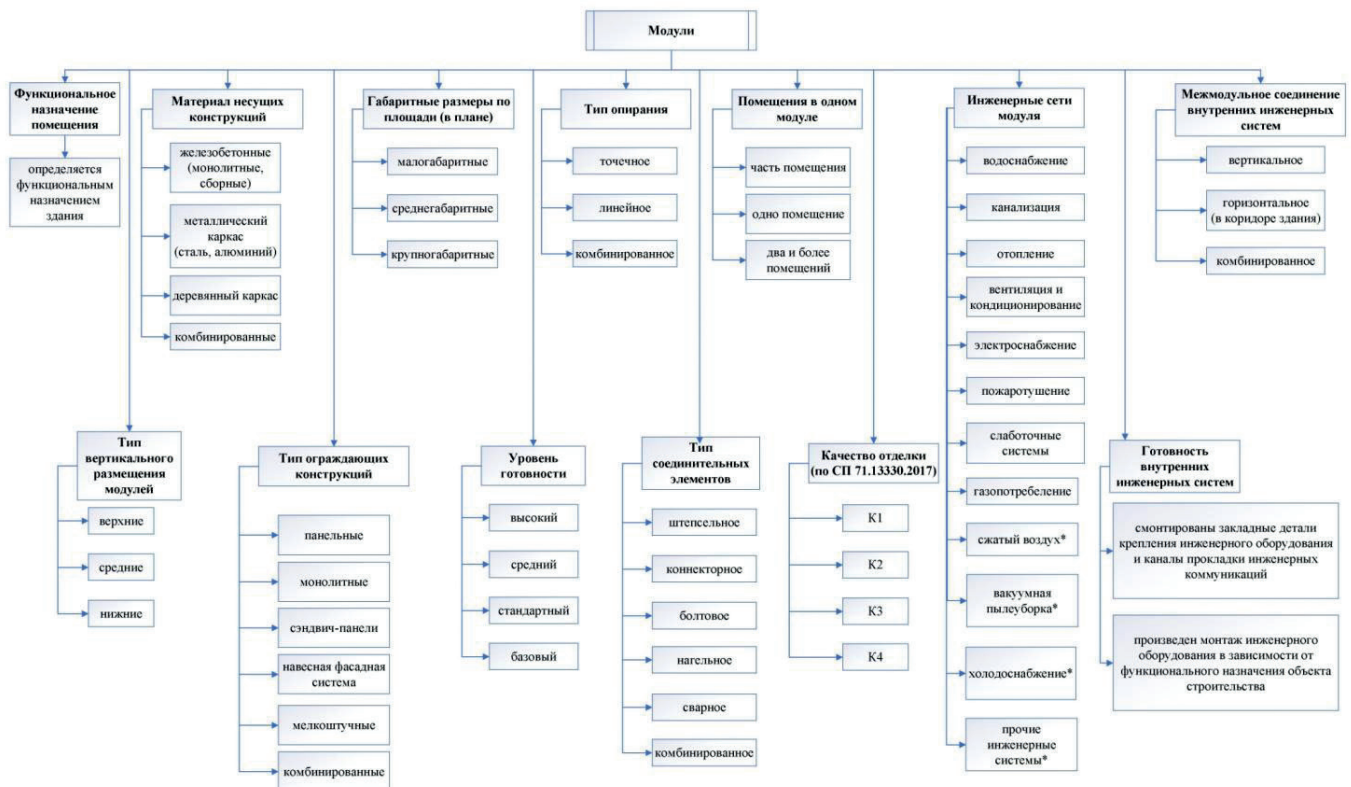 Модули
Функциональное
назначение
помещения
определяется
функциональным
назначением
здания
Материал несущих
конструкций
железобетонные
(монолитные,
сборные)
металлический
каркас
(сталь, алюминий)
деревянный каркас
комбинированные
Габаритные размеры по
площади (в плане)
малогабаритные
среднегабаритные
крупногабаритные
Тип опирания
точечное
линейное
комбинированное
Помещения в одном
модуле
часть помещения
одно помещение
два и более
помещений
Инженерные сети
модуля
водоснабжение
канализация
отопление
вентиляция и
кондиционирование
электроснабжение
пожаротушение
слаботочные
системы
газопотребление
сжатый воздух*
вакуумная
пылеуборка*
холодоснабжение*
прочие
инженерные
системы*
Межмодульное соединение
внутренних инженерных
систем
вертикальное
горизонтальное
(в коридоре здания)
комбинированное
Тип
вертикального
размещения
модулей
верхние
средние
нижние
Тип ограждающих
конструкций
панельные
монолитные
сэндвич-панели
навесная фасадная
система
мелкоштучные
комбинированные
Уровень
готовности
высокий
средний
стандартный
базовый
Тип
соединительных
элементов
штепсельное
коннекторное
болтовое
нагельное
сварное
комбинированное
Качество отделки
(по СП 71.13330.2017)
К1
К2
К3
К4
Готовность
внутренних
инженерных систем
смонтированы закладные детали
крепления инженерного оборудования
и каналы прокладки инженерных
коммуникаций
произведен монтаж инженерного
оборудования в зависимости от
функционального назначения объекта
строительства